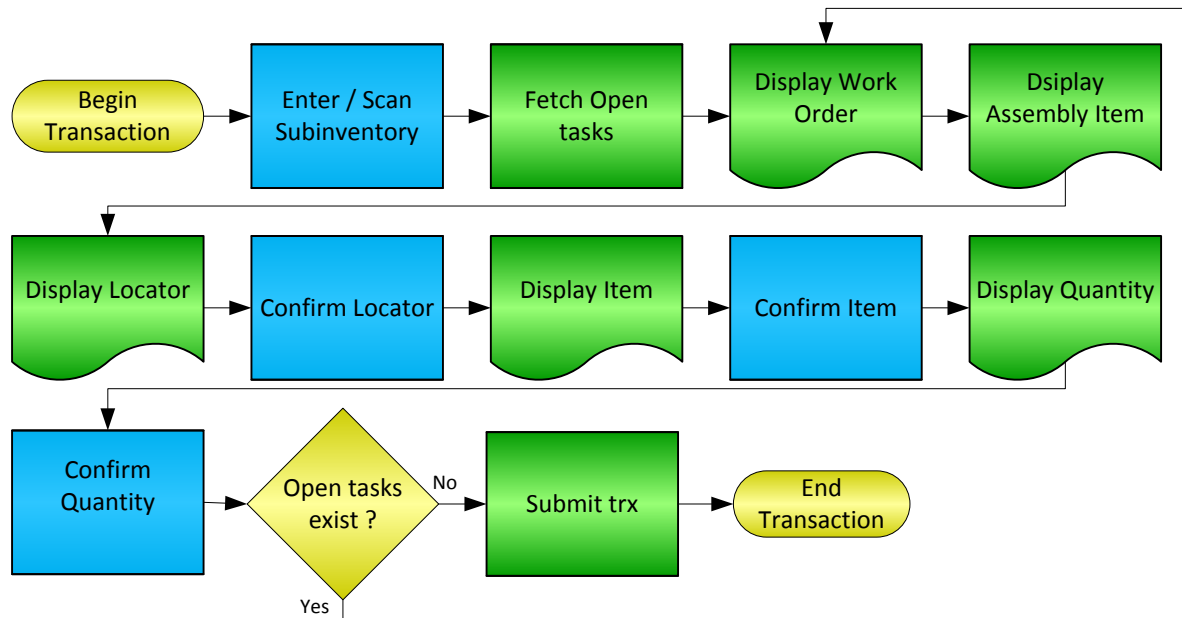 Begin
Transaction
Enter / Scan
Subinventory
Fetch Open
tasks
Display Work
Order
Dsiplay
Assembly Item
Display Locator
Confirm Locator
Display Item
Confirm Item
Display Quantity
Confirm
Quantity
Open tasks
exist ?
No
Submit trx
End
Transaction
Yes